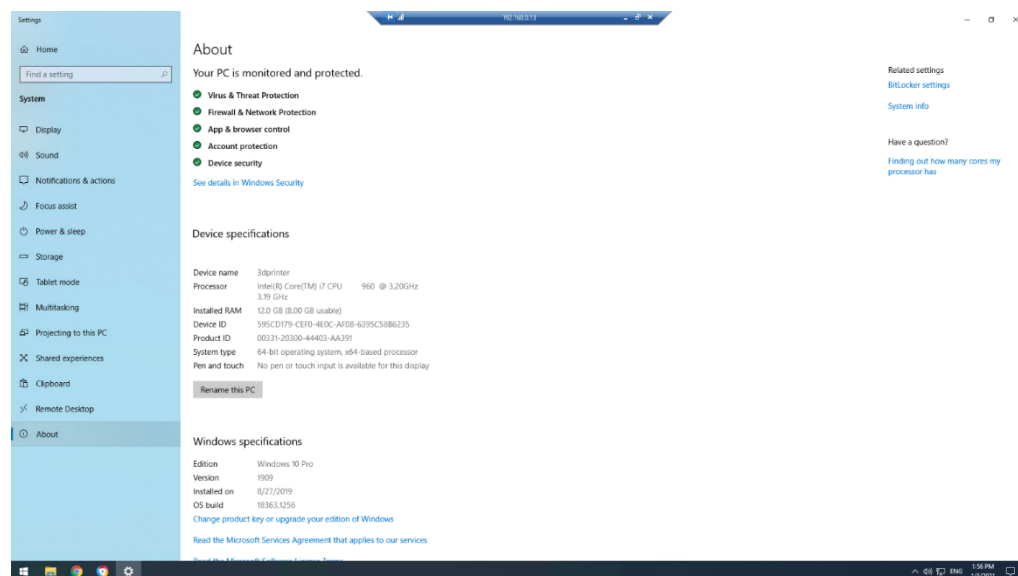 Settings
192.168.0.13
Home
Find a setting
System
Display
Sound
Notifications & actions
Focus assist
Power & sleep
Storage
Tablet mode
Multitasking
Projecting to this PC
Shared experiences
Clipboard
Remote Desktop
About
About
Your PC is monitored and protected.
Virus & Threat Protection
Firewall & Network Protection
App & browser control
Account protection
Device security
See details in Windows Security
Device specifications
Device name 3dprinter
Processor Intel(R) Core(TM) i7 CPU 960 @ 3.20GHz
3.19 GHz
Installed RAM 12.0 GB (8.00 GB usable)
Device ID 595CD179-CEF0-4E0C-AF08-6395C58B6235
Product ID 00331-20300-44403-AA391
System type 64-bit operating system, x64-based processor
Pen and touch No pen or touch input is available for this display
Rename this PC
Windows specifications
Edition Windows 10 Pro
Version 1909
Installed on 8/27/2019
OS build 18363.1256
Change product key or upgrade your edition of Windows
Read the Microsoft Services Agreement that applies to our services
Read the Microsoft Software License Terms
Related settings
BitLocker settings
System info
Have a question?
Finding out how many cores my
processor has
ENG
1:56 PM
1/5/2021